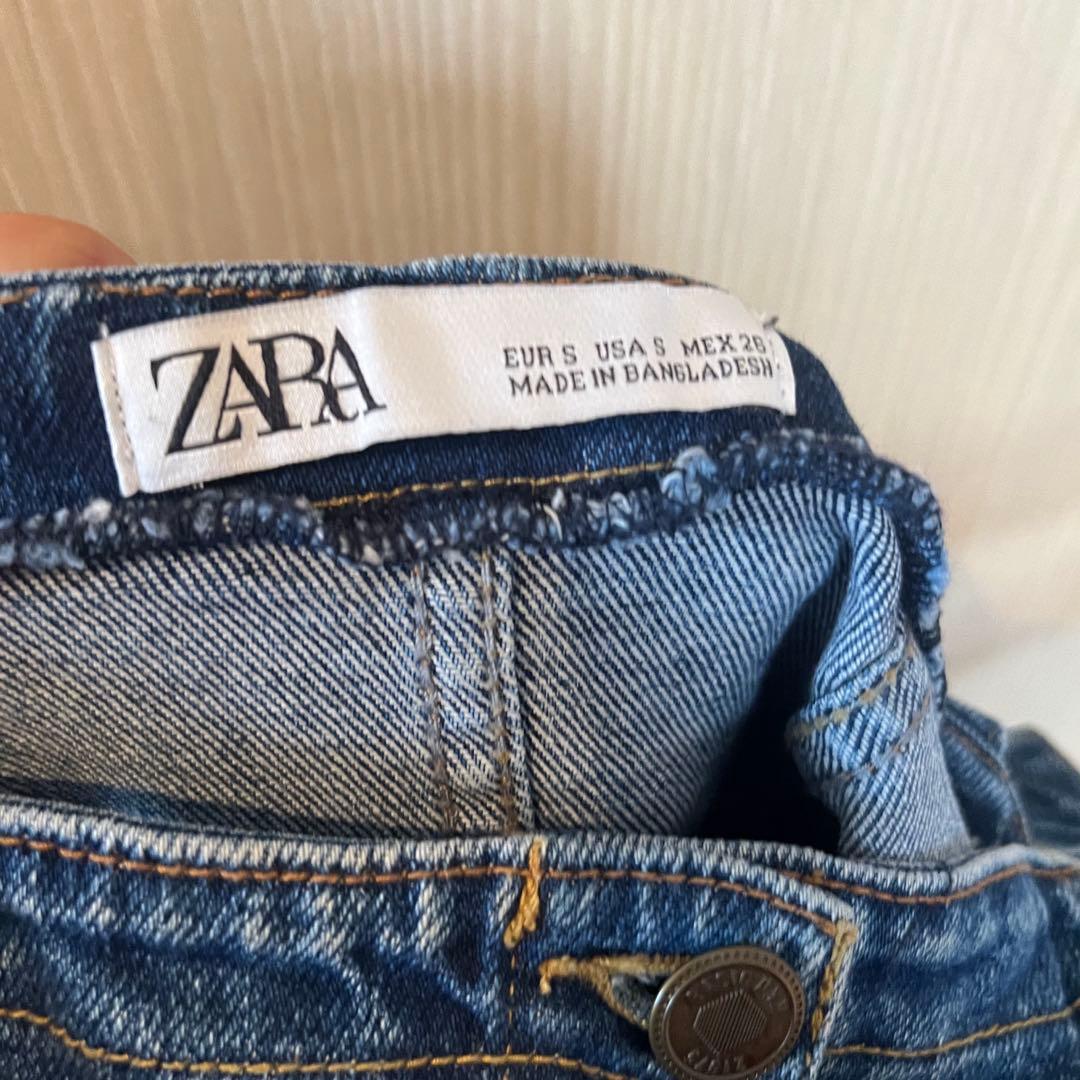 ZARA
EUR S USA S MEX 26
MADE IN BANGLADESH